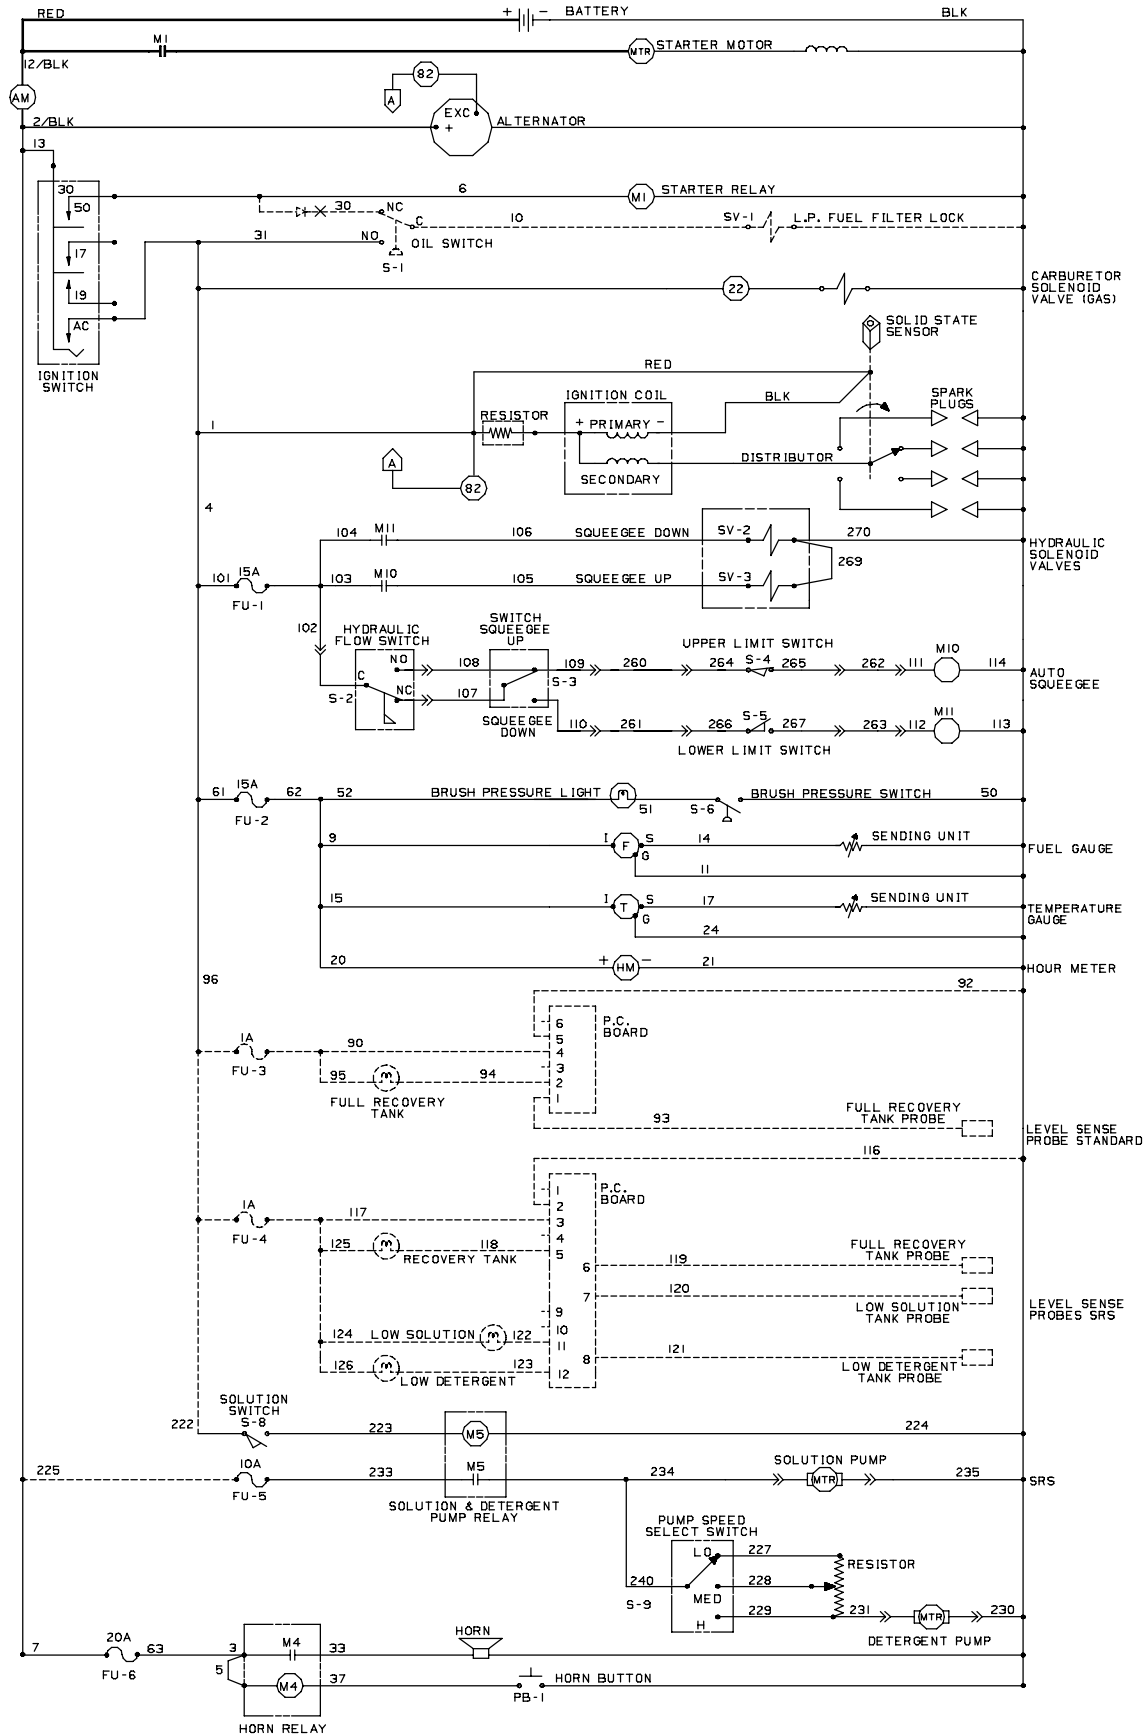 RED
+ - BATTERY
BLK
M1
MTR STARTER MOTOR
12/BLK
AM
82
A
EXC
2/BLK
+
ALTERNATOR
13
30
50
17
19
AC
IGNITION
SWITCH
6
M1 STARTER RELAY
30
NC
C
10
SV-1
L.P. FUEL FILTER LOCK
31
NO
OIL SWITCH
S-1
22
CARBURETOR
SOLENOID
VALVE (GAS)
SOLID STATE
SENSOR
RED
IGNITION COIL
BLK
SPARK
PLUGS
1
RESISTOR
+ PRIMARY -
A
82
SECONDARY
DISTRIBUTOR
4
104
M11
106
SQUEEGEE DOWN
SV-2
270
269
HYDRAULIC
SOLENOID
VALVES
101
15A
FU-1
103
M10
105
SQUEEGEE UP
SV-3
102
HYDRAULIC
FLOW SWITCH
SWITCH
SQUEEGEE
UP
UPPER LIMIT SWITCH
NO
108
109
260
264
S-4
265
262
111
M10
114
AUTO
SQUEEGEE
C
S-2
NC
107
S-3
SQUEEGEE
DOWN
110
261
266
S-5
267
263
112
M11
113
LOWER LIMIT SWITCH
61
15A
FU-2
62
52
BRUSH PRESSURE LIGHT
51
S-6
BRUSH PRESSURE SWITCH
50
9
I
F
S
G
14
SENDING UNIT
11
FUEL GAUGE
15
I
T
S
G
17
SENDING UNIT
24
TEMPERATURE
GAUGE
20
+ HM -
21
HOUR METER
96
92
6
5
4
3
2
1
P.C.
BOARD
1A
FU-3
90
95
94
FULL RECOVERY
TANK
93
FULL RECOVERY
TANK PROBE
LEVEL SENSE
PROBE STANDARD
116
1
2
3
4
5
6
7
9
10
11
8
12
P.C.
BOARD
1A
FU-4
117
125
118
RECOVERY TANK
119
FULL RECOVERY
TANK PROBE
120
LOW SOLUTION
TANK PROBE
LEVEL SENSE
PROBES SRS
124
LOW SOLUTION
122
121
LOW DETERGENT
TANK PROBE
126
123
LOW DETERGENT
SOLUTION
SWITCH
S-8
222
223
M5
224
225
10A
FU-5
233
M5
234
SOLUTION PUMP
MTR
235
SRS
SOLUTION & DETERGENT
PUMP RELAY
PUMP SPEED
SELECT SWITCH
LO
227
RESISTOR
240
MED
228
S-9
H
229
231
MTR
230
DETERGENT PUMP
7
20A
FU-6
63
3
M4
33
HORN
5
M4
37
PB-1
HORN BUTTON
HORN RELAY